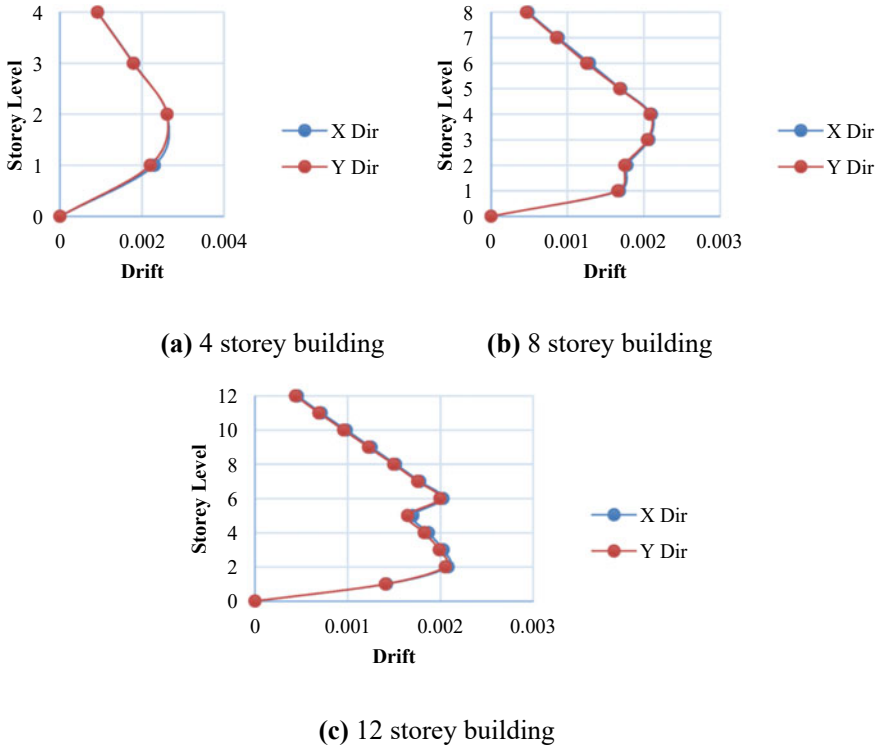 4
3
2
1
0
Storey Level
0 0.002 0.004
Drift
X Dir
Y Dir
(a) 4 storey building
8
7
6
5
4
3
2
1
0
Storey Level
0 0.001 0.002 0.003
Drift
X Dir
Y Dir
(b) 8 storey building
12
10
8
6
4
2
0
Storey Level
0 0.001 0.002 0.003
Drift
X Dir
Y Dir
(c) 12 storey building